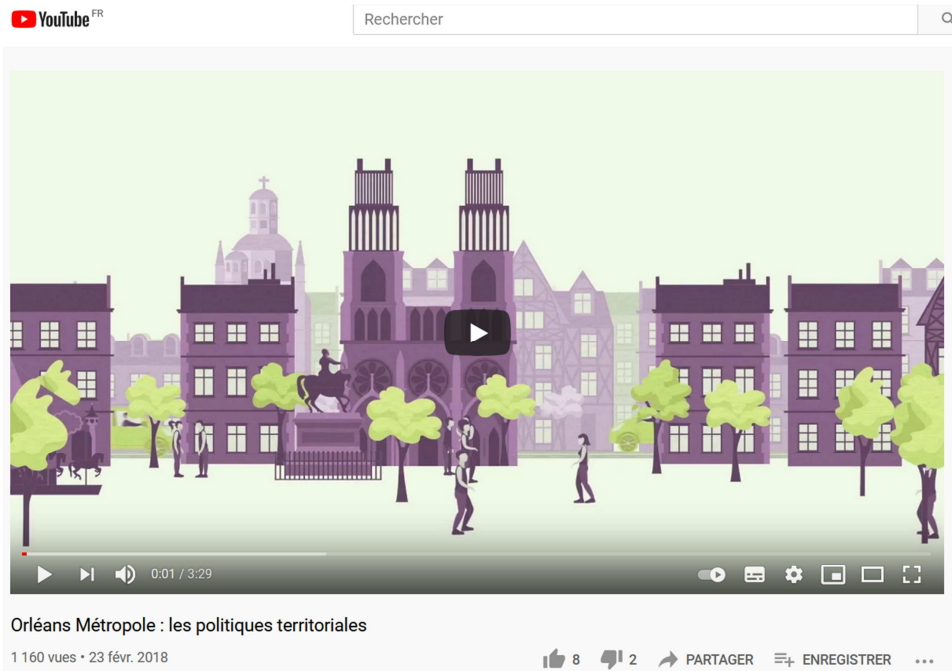 YouTube FR
Rechercher
0:01 / 3:29
Orléans Métropole : les politiques territoriales
1 160 vues • 23 févr. 2018
8
2
PARTAGER
ENREGISTRER